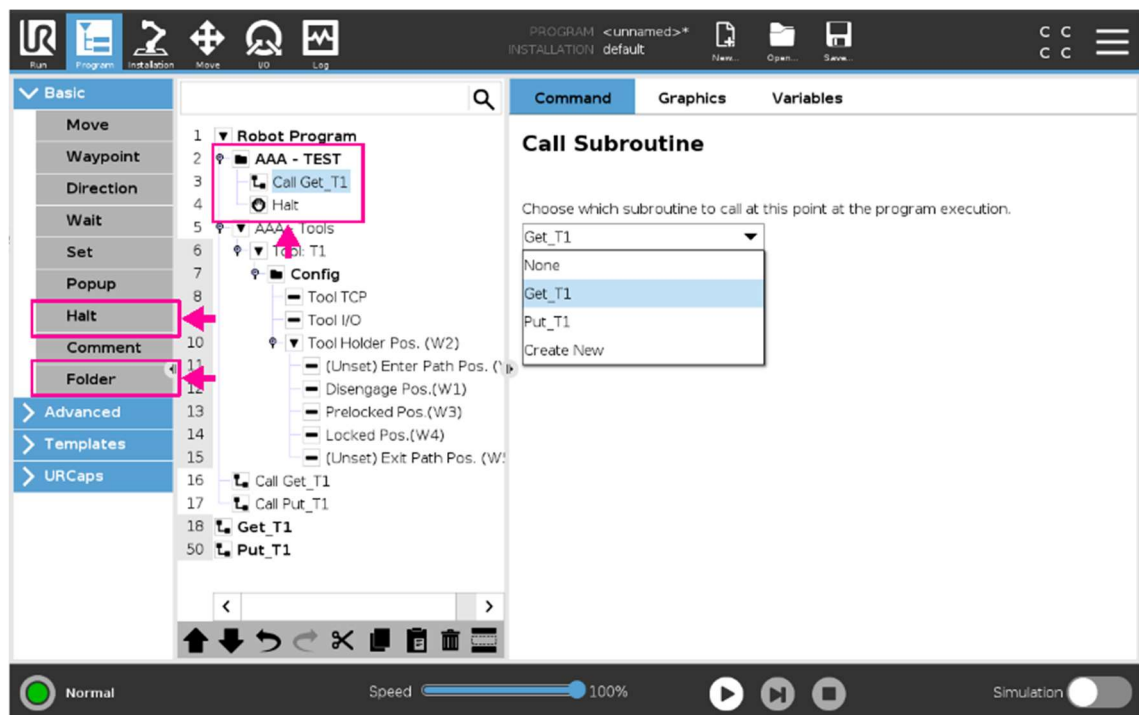 UR
PROGRAM <unnamed>*
INSTALLATION default
Run Program Installation Move I/O Log
New... Open... Save...
C C
C C
Basic
Move
Waypoint
Direction
Wait
Set
Popup
Halt
Comment
Folder
Advanced
Templates
URCaps
1 Robot Program
2 AAA - TEST
3 Call Get_T1
4 Halt
5 AAA - Tools
6 Tool: T1
7 Config
8 Tool TCP
Tool I/O
10 Tool Holder Pos. (W2)
11 (Unset) Enter Path Pos. (
12 Disengage Pos.(W1)
13 Prelocked Pos.(W3)
14 Locked Pos.(W4)
15 (Unset) Exit Path Pos. (W5
16 Call Get_T1
17 Call Put_T1
18 Get_T1
50 Put_T1
Command Graphics Variables
Call Subroutine
Choose which subroutine to call at this point at the program execution.
Get_T1
None
Get_T1
Put_T1
Create New
Normal
Speed 100%
Simulation